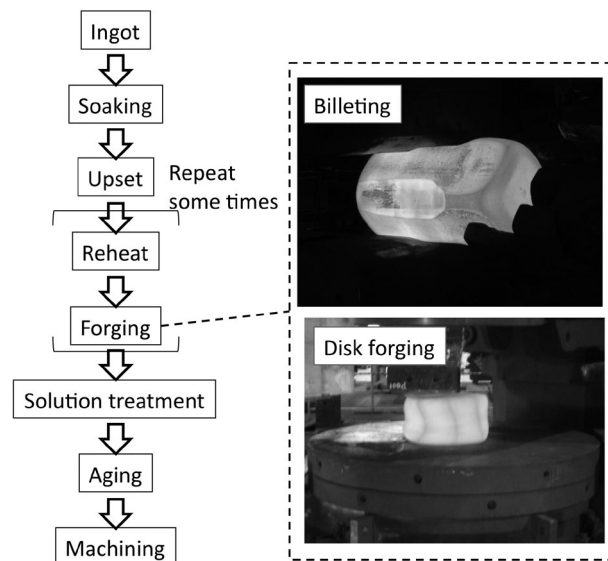 Ingot
Soaking
Upset
Repeat
some times
Reheat
Forging
Solution treatment
Aging
Machining
Billeting
Disk forging